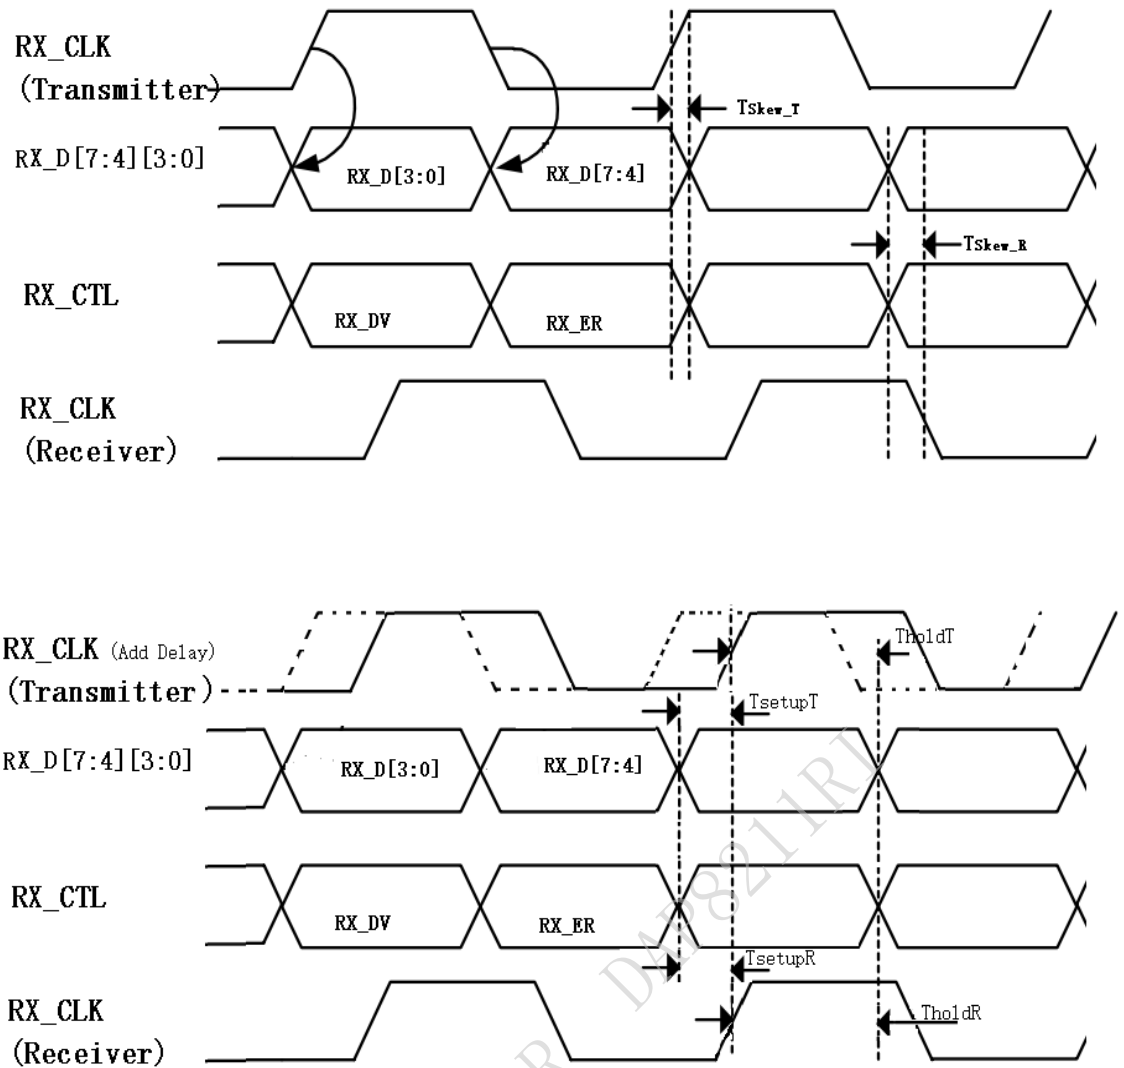 RX_CLK
(Transmitter)
Tskew_T
RX_D[7:4][3:0]
RX_D[3:0]
RX_D[7:4]
Tskew_R
RX_CTL
RX_DV
RX_ER
RX_CLK
(Receiver)
RX_CLK (Add Delay)
(Transmitter)
TholdT
TsetupT
RX_D[7:4][3:0]
RX_D[3:0]
RX_D[7:4]
RX_CTL
RX_DV
RX_ER
TsetupR
RX_CLK
(Receiver)
TholdR
DAP8211RI
R